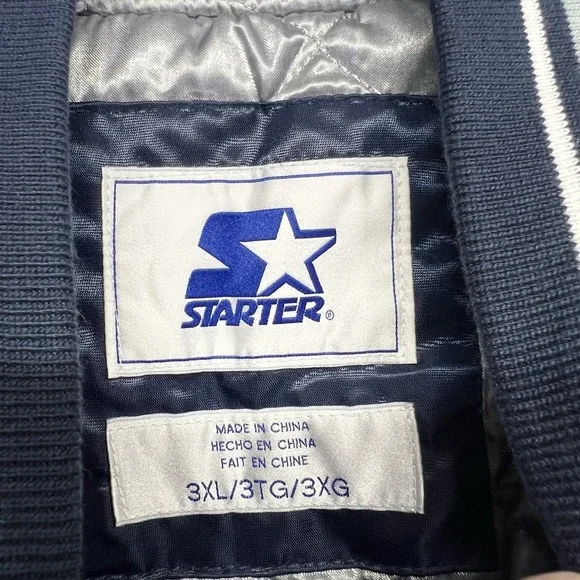 STARTER®
MADE IN CHINA
HECHO EN CHINA
FAIT EN CHINE
3XL/3TG/3XG